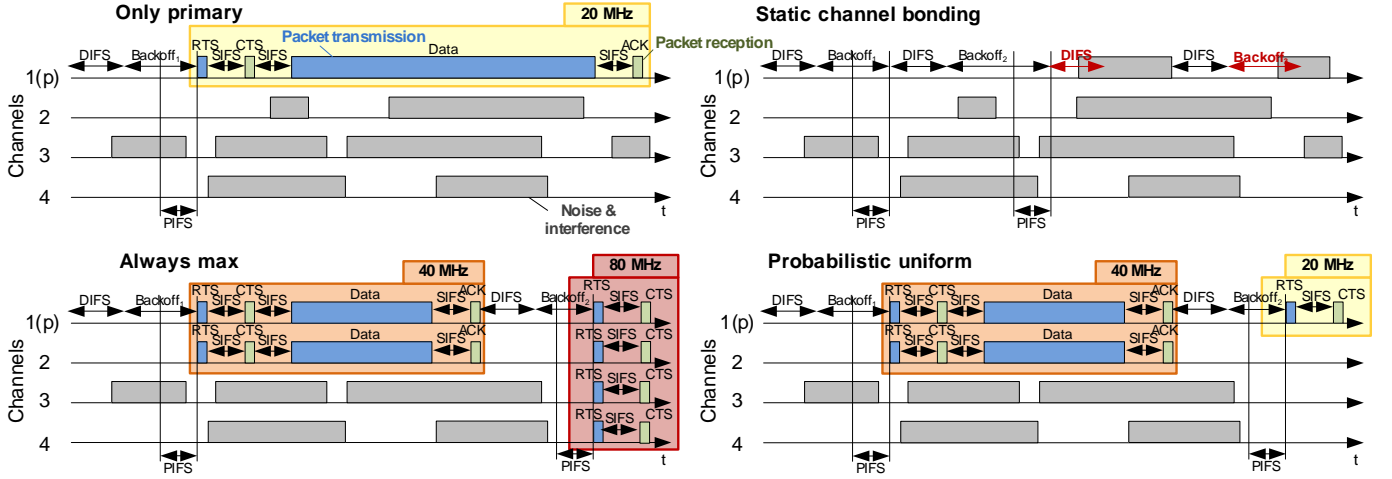 Only primary
20 MHz
RTS CTS Packet transmission Data ACK Packet reception
DIFS Backoff1 SIFS SIFS SIFS
1(p)
2
3
4
Channels
PIFS
Noise &
interference
t
Static channel bonding
DIFS Backoff1 DIFS Backoff2 DIFS DIFS Backoff3
1(p)
2
3
4
Channels
PIFS PIFS
t
Always max
40 MHz
80 MHz
RTS CTS Data ACK RTS
DIFS Backoff1 SIFS SIFS SIFS DIFS Backoff2 SIFS CTS
1(p)
RTS CTS Data ACK RTS CTS
SIFS SIFS SIFS SIFS
2
RTS SIFS CTS
3
RTS SIFS CTS
4
Channels
PIFS PIFS
t
Probabilistic uniform
40 MHz
20 MHz
RTS CTS Data ACK RTS
DIFS Backoff1 SIFS SIFS SIFS DIFS Backoff2 SIFS CTS
1(p)
RTS CTS Data ACK
SIFS SIFS SIFS
2
3
4
Channels
PIFS PIFS
t